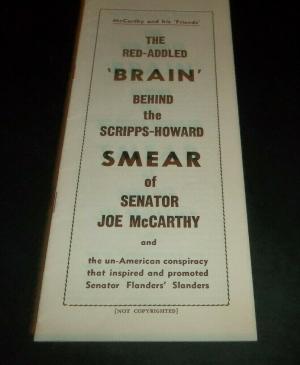 McCarthy and his 'Friends'
THE
RED-ADDLED
'BRAIN'
BEHIND
the
SCRIPPS-HOWARD
SMEAR
of
SENATOR
JOE McCARTHY
and
the un-American conspiracy
that inspired and promoted
Senator Flanders' Slanders
[NOT COPYRIGHTED]